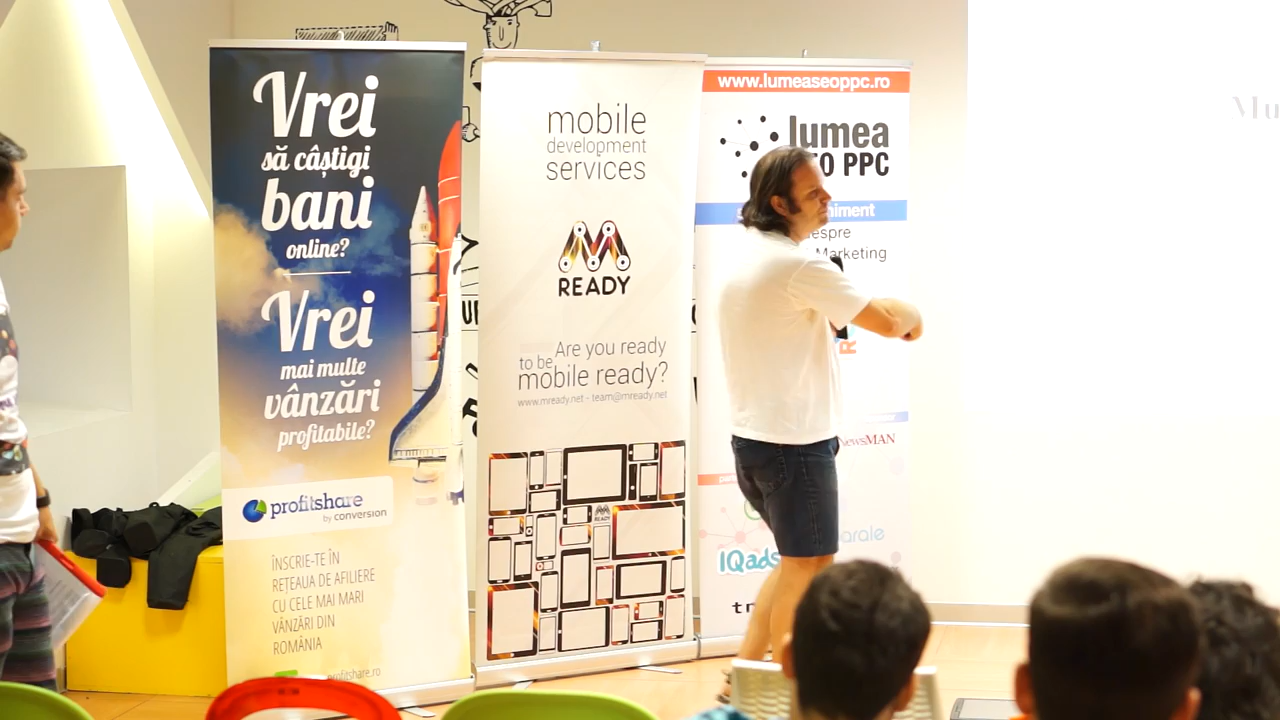 Vrei
să câștigi
bani
online?
Vrei
mai multe
vânzări
profitabile?
profitshare
by conversion
ÎNSCRIE-TE ÎN
REȚEAUA DE AFILIERE
CU CELE MAI MARI
VÂNZĂRI DIN
ROMÂNIA
profitshare.ro
mobile
development
services
READY
Are you ready
to be
mobile ready?
www.mready.net - team@mready.net
READY
www.lumeaseoppc.ro
lumea
PPC
Marketing
NewsMAN
IQads